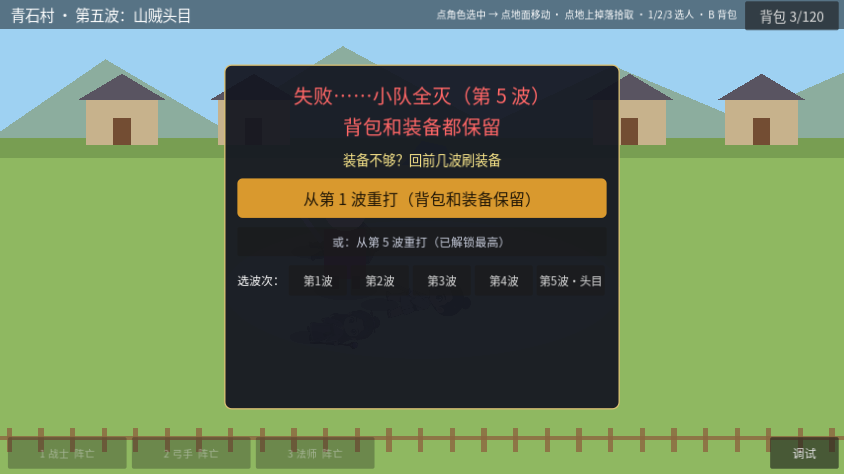 青石村 · 第五波：山贼头目
点角色选中 → 点地面移动 · 点地上掉落拾取 · 1/2/3 选人 · B 背包
背包 3/120
失败……小队全灭（第 5 波）
背包和装备都保留
装备不够？回前几波刷装备
从第 1 波重打（背包和装备保留）
或：从第 5 波重打（已解锁最高）
选波次： 第1波 第2波 第3波 第4波 第5波·头目
1 战士 阵亡 2 弓手 阵亡 3 法师 阵亡
调试